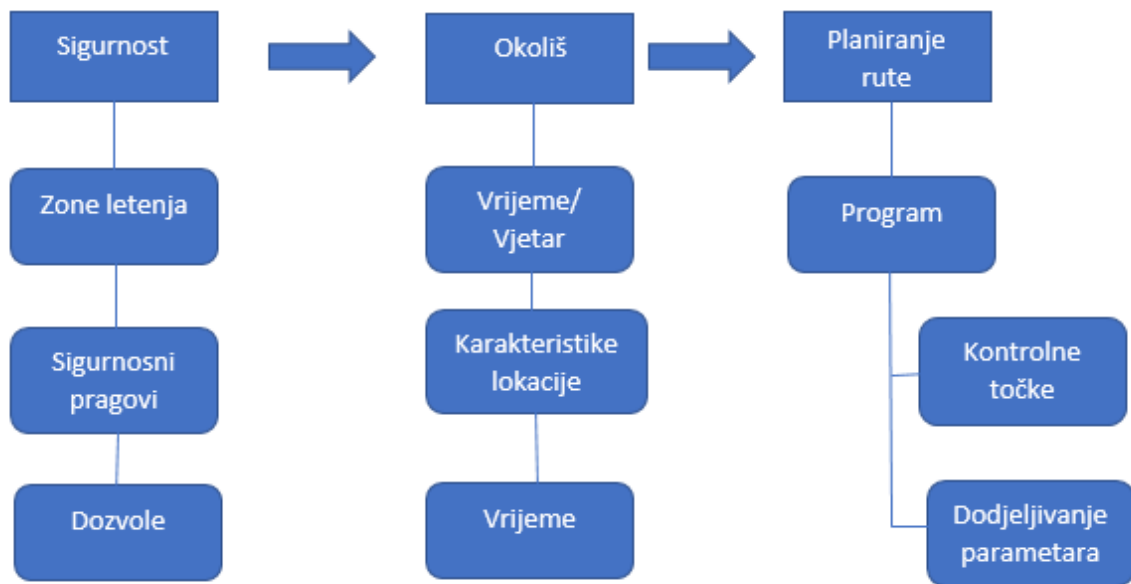 Sigurnost
Okoliš
Planiranje
rute
Zone letenja
Vrijeme/
Vjetar
Program
Sigurnosni
pragovi
Karakteristike
lokacije
Kontrolne
točke
Dozvole
Vrijeme
Dodjeljivanje
parametara